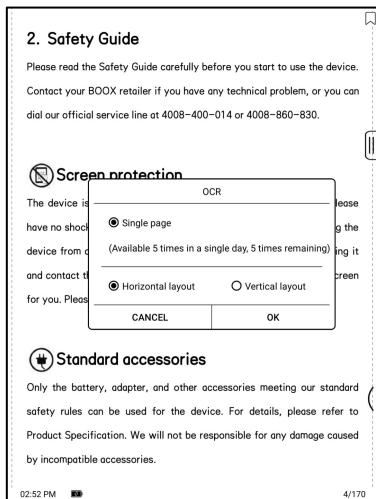 2. Safety Guide
Please read the Safety Guide carefully before you start to use the device.
Contact your BOOX retailer if you have any technical problem, or you can
dial our official service line at 4008-400-014 or 4008-860-830.
Screen protection
The device is
lease
have no shock
g the
device from
ing it
and contact
creen
for you. Pleas
OCR
Single page
(Available 5 times in a single day, 5 times remaining)
Horizontal layout Vertical layout
CANCEL OK
Standard accessories
Only the battery, adapter, and other accessories meeting our standard
safety rules can be used for the device. For details, please refer to
Product Specification. We will not be responsible for any damage caused
by incompatible accessories.
02:52 PM 4/170